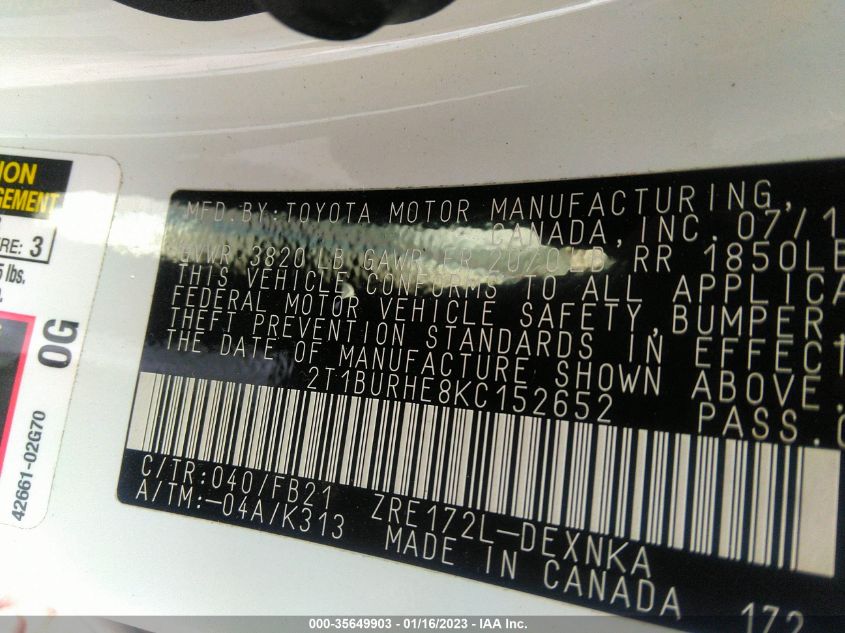 ION
GEMENT
RE: 3
5 lbs.
0G
42661-02G70
MFD.BY:TOYOTA MOTOR MANUFACTURING,
CANADA, INC. 07/1
GVWR 3820 LB GAWR FR 2020 LB RR 1850LB
THIS VEHICLE CONFORMS TO ALL APPLICA
FEDERAL MOTOR VEHICLE SAFETY, BUMPER
THEFT PREVENTION STANDARDS IN EFFECT
THE DATE OF MANUFACTURE SHOWN ABOVE.
2T1BURHE8KC152652 PASS.C
C/TR:040/FB21
A/TM:-04A/K313
ZRE172L-DEXNKA
MADE IN CANADA 172
000-35649903 - 01/16/2023 - IAA Inc.